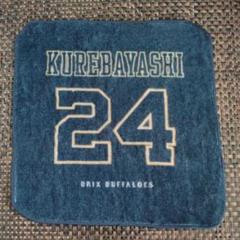 KUREBAYASHI
24
ORIX BUFFALOES